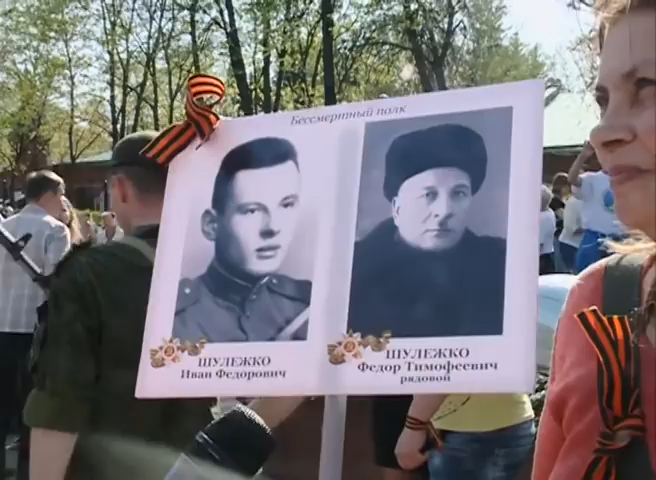 Бессмертный полк
ШУЛЕЖКО
Иван Федорович
ШУЛЕЖКО
Федор Тимофеевич
рядовой